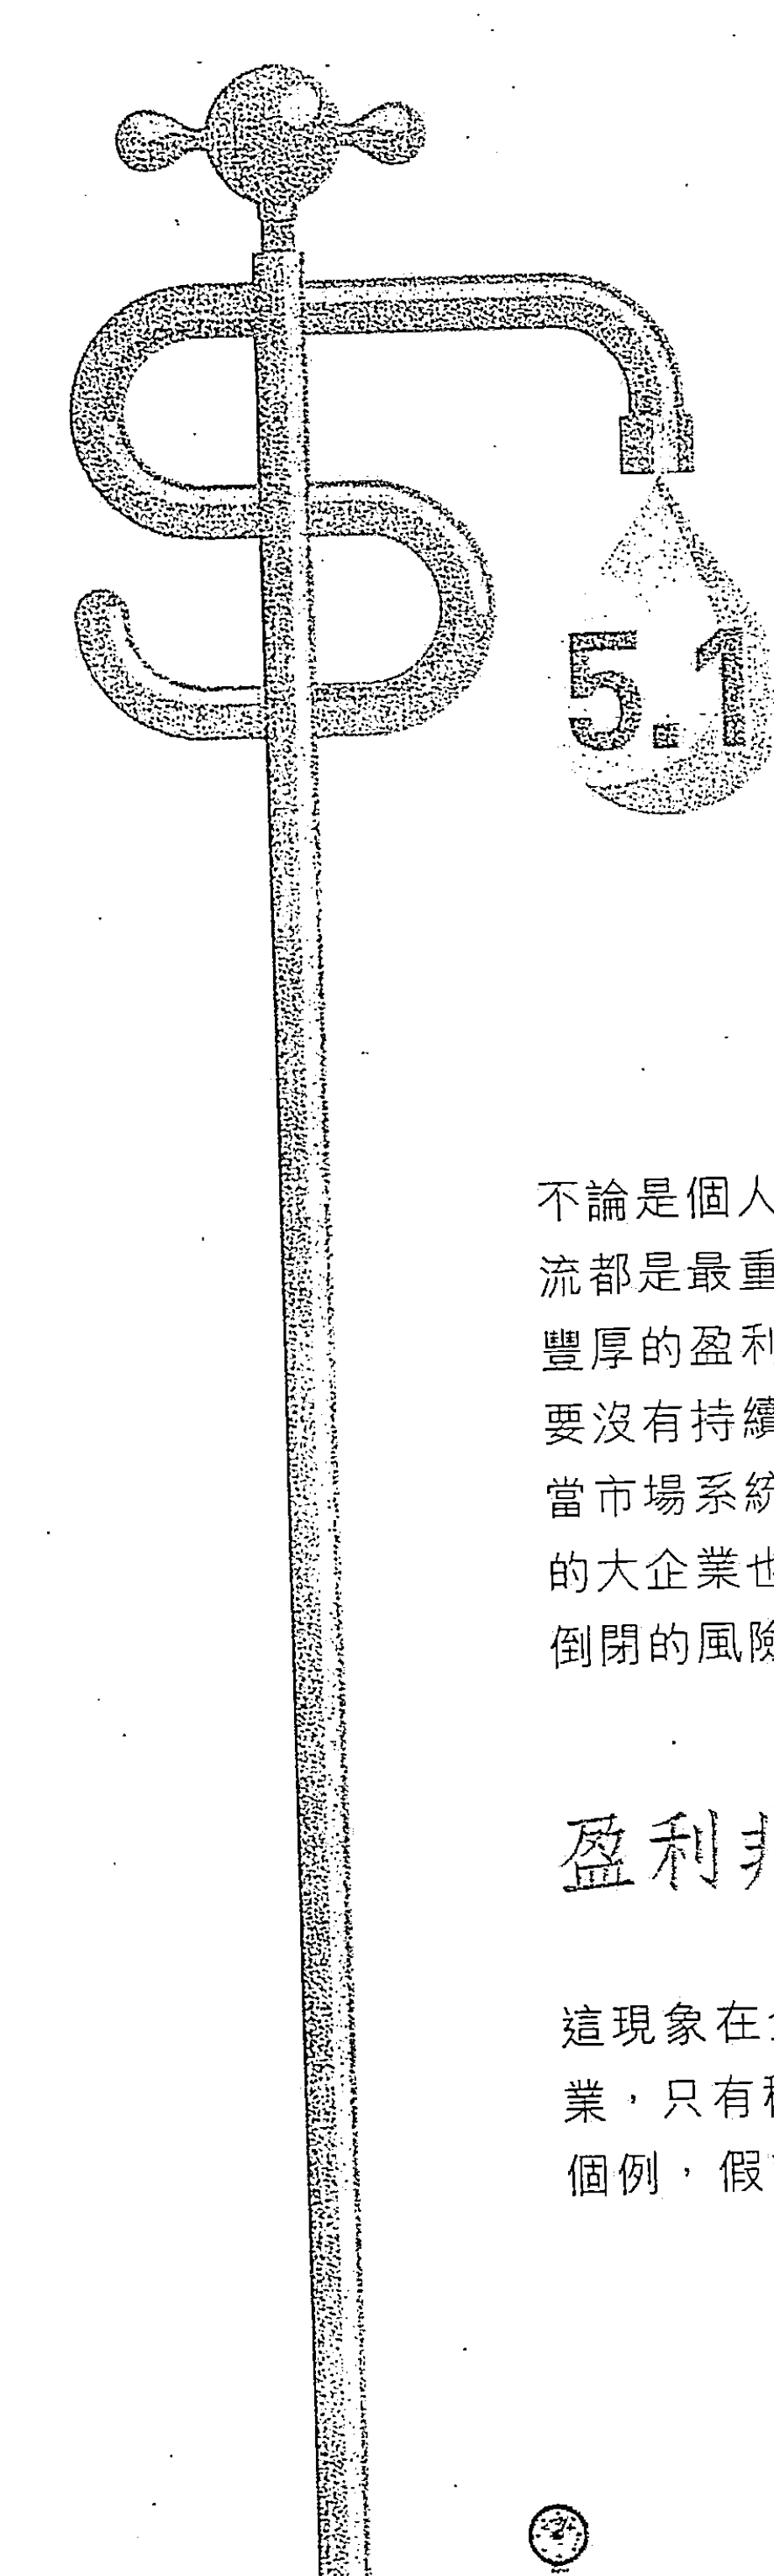 5.1
不論是個人
流都是最重
豐厚的盈利
要沒有持續
當市場系統
的大企業也
倒閉的風險
盈利非
這現象在
業，只有
個例，假